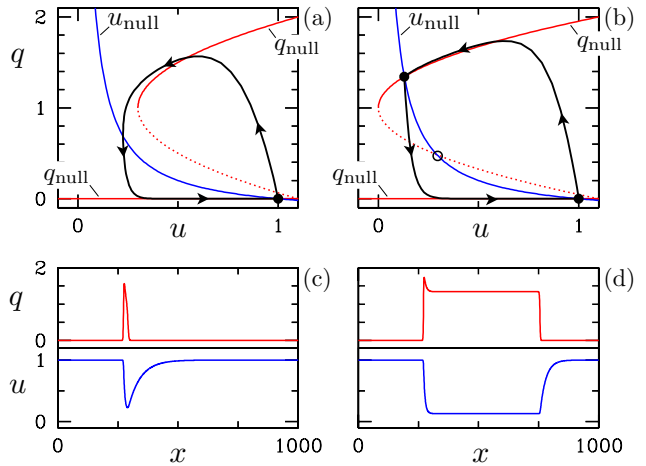 2 (a) (b)
u_null u_null
q q_null q_null
1
q_null q_null
0
0 u 1 0 u 1
2 (c) (d)
q
0
1
u
0
0 x 1000 0 x 1000